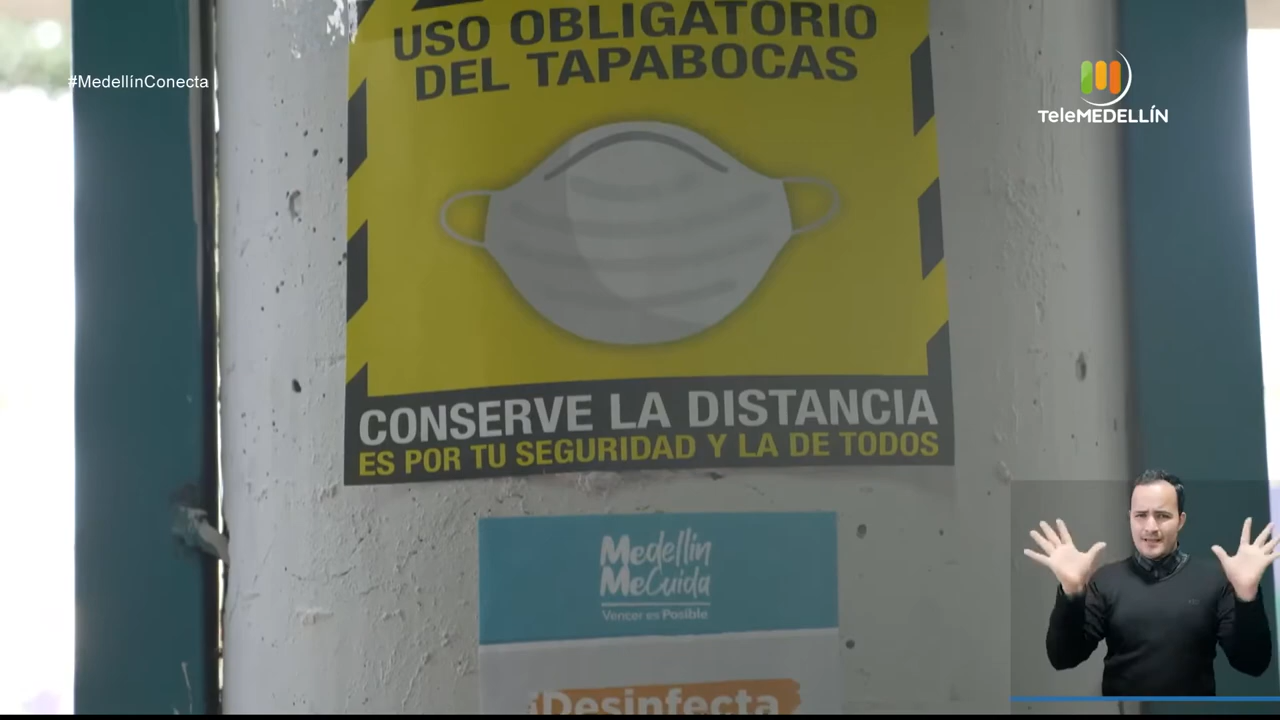 #MedellínConecta
TeleMEDELLÍN
USO OBLIGATORIO
DEL TAPABOCAS
CONSERVE LA DISTANCIA
ES POR TU SEGURIDAD Y LA DE TODOS
Medellín
MeCuida
Vencer es Posible
¡Desinfecta